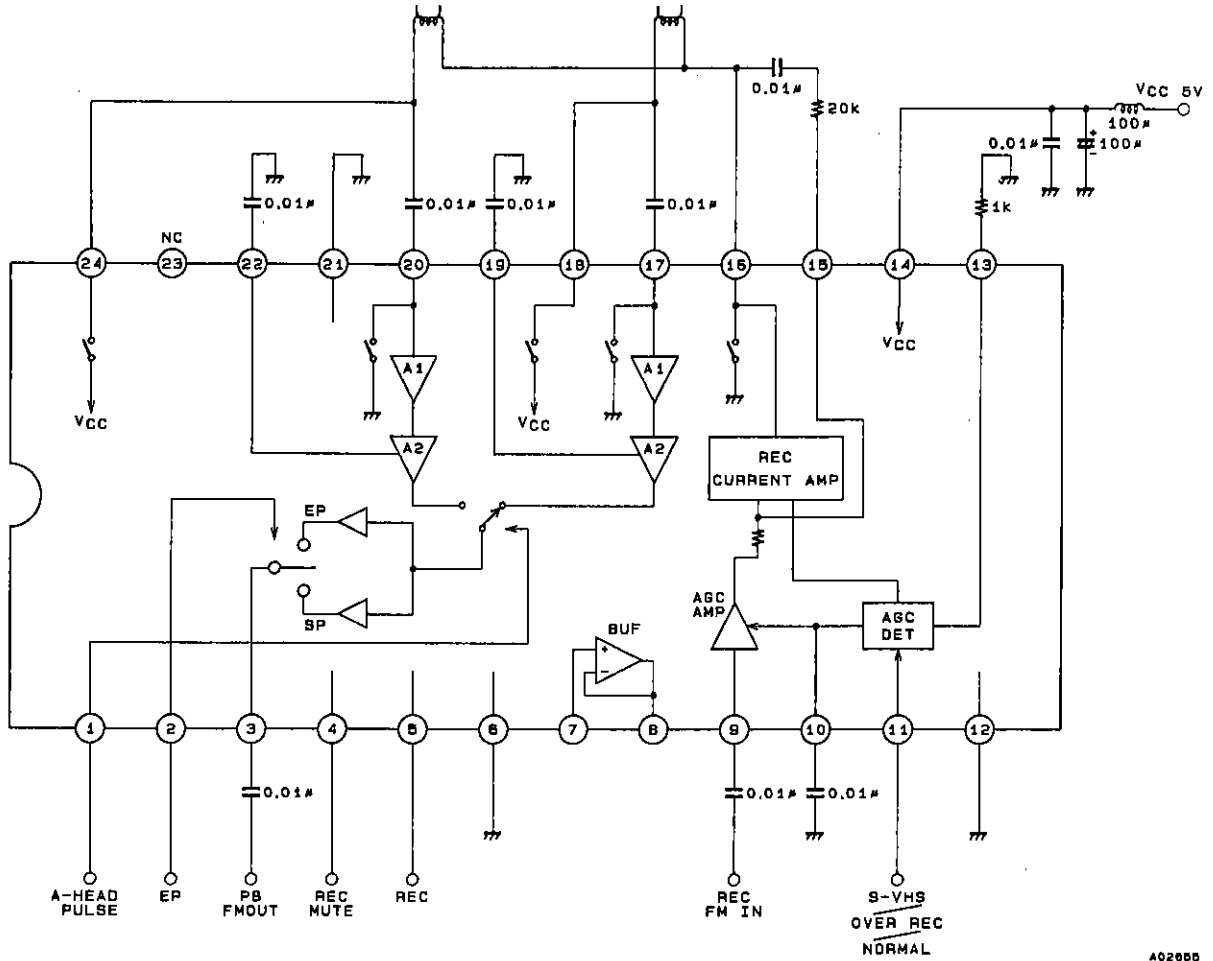 0.01μ
20k
VCC 5V
100μ
0.01μ
+
100μ
-
0.01μ
0.01μ
0.01μ
0.01μ
1k
NC
24
23
22
21
20
19
18
17
16
15
14
13
VCC
A1
A1
VCC
VCC
A2
A2
REC
CURRENT AMP
EP
SP
AGC
AMP
AGC
DET
BUF
+
-
1
2
3
4
5
6
7
8
9
10
11
12
0.01μ
0.01μ
0.01μ
A-HEAD
PULSE
EP
PB
FMOUT
REC
MUTE
REC
REC
FM IN
S-VHS
OVER REC
NORMAL
A02655